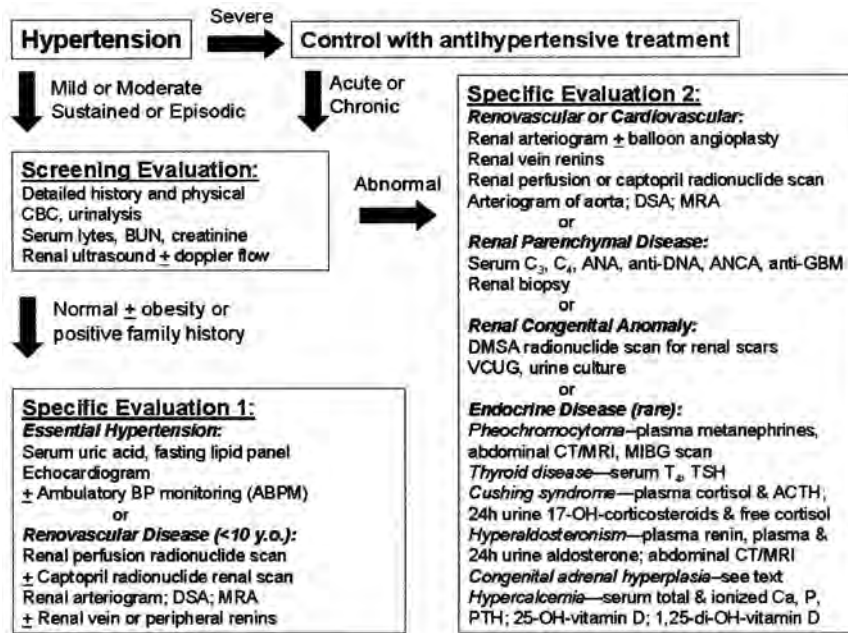 Hypertension
Severe
Control with antihypertensive treatment
Mild or Moderate
Sustained or Episodic
Acute or
Chronic
Screening Evaluation:
Detailed history and physical
CBC, urinalysis
Serum lytes, BUN, creatinine
Renal ultrasound ± doppler flow
Abnormal
Normal ± obesity or
positive family history
Specific Evaluation 1:
Essential Hypertension:
Serum uric acid, fasting lipid panel
Echocardiogram
± Ambulatory BP monitoring (ABPM)
or
Renovascular Disease (<10 y.o.):
Renal perfusion radionuclide scan
± Captopril radionuclide renal scan
Renal arteriogram; DSA; MRA
± Renal vein or peripheral renins
Specific Evaluation 2:
Renovascular or Cardiovascular:
Renal arteriogram ± balloon angioplasty
Renal vein renins
Renal perfusion or captopril radionuclide scan
Arteriogram of aorta; DSA; MRA
or
Renal Parenchymal Disease:
Serum C3, C4, ANA, anti-DNA, ANCA, anti-GBM
Renal biopsy
or
Renal Congenital Anomaly:
DMSA radionuclide scan for renal scars
VCUG, urine culture
or
Endocrine Disease (rare):
Pheochromocytoma–plasma metanephrines,
abdominal CT/MRI, MIBG scan
Thyroid disease—serum T4, TSH
Cushing syndrome—plasma cortisol & ACTH,
24h urine 17-OH-corticosteroids & free cortisol
Hyperaldosteronism—plasma renin, plasma &
24h urine aldosterone; abdominal CT/MRI
Congenital adrenal hyperplasia–see text
Hypercalcemia—serum total & ionized Ca, P,
PTH; 25-OH-vitamin D; 1,25-di-OH-vitamin D